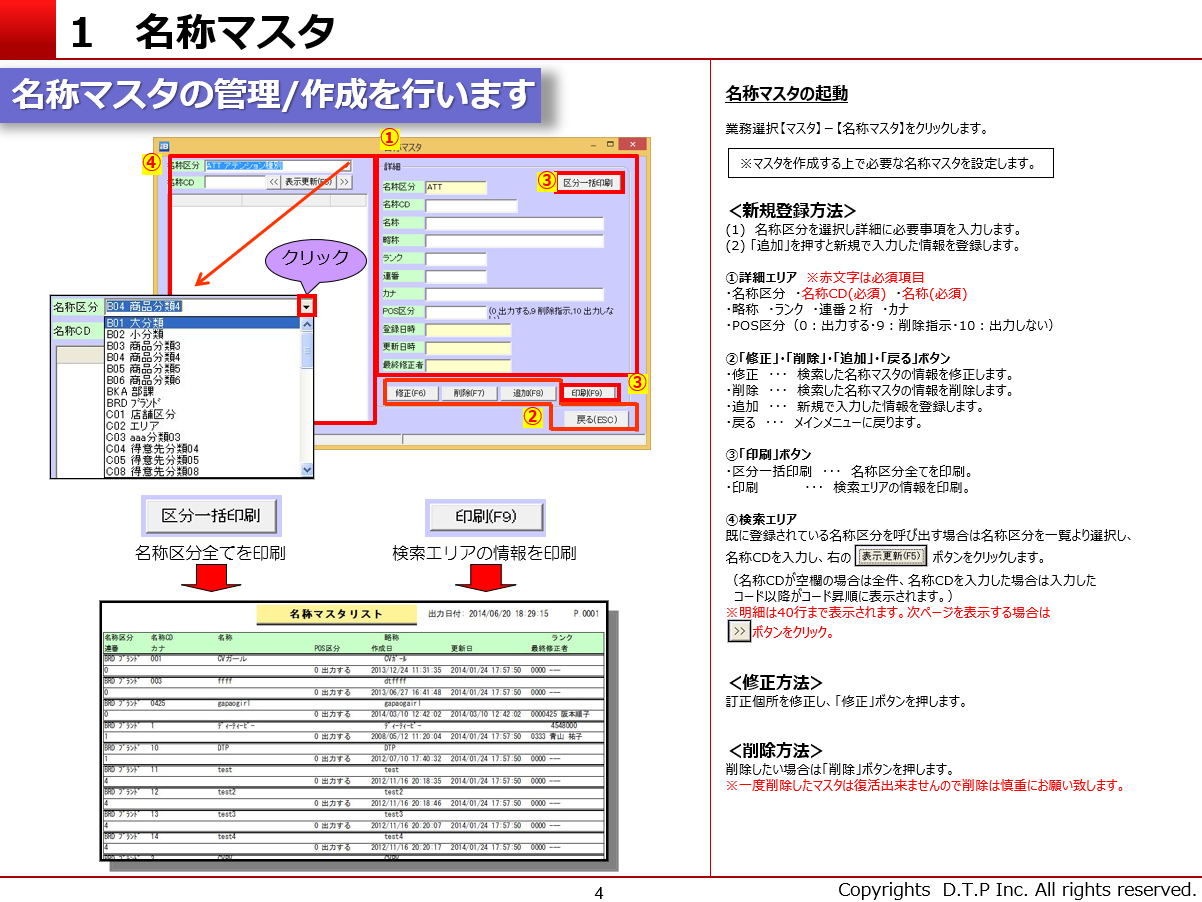 1 名称マスタ
名称マスタの管理/作成を行います
①
④
名称マスタ
名称区分 ATT アテンション種別
名称CD << 表示更新(F5) >>
詳細
③ 区分一括印刷
名称区分 ATT
名称CD
名称
略称
ランク
連番
カナ
POS区分 (0 出力する,9 削除指示,10 出力しない)
登録日時
更新日時
最終修正者
修正(F6) 削除(F7) 追加(F8) 印刷(F9) ③
② 戻る(ESC)
クリック
名称区分 B04 商品分類4
名称CD
B01 大分類
B02 小分類
B03 商品分類3
B04 商品分類4
B05 商品分類5
B06 商品分類6
BKA 部課
BRD ブランド
C01 店舗区分
C02 エリア
C03 aaa分類03
C04 得意先分類04
C05 得意先分類05
C08 得意先分類08
区分一括印刷
名称区分全てを印刷
印刷(F9)
検索エリアの情報を印刷
名称マスタリスト 出力日付: 2014/06/20 18:29:15 P.0001
名称区分 名称CD 名称 略称 ランク
連番 カナ POS区分 作成日 更新日 最終修正者
BRD ブランド 001 CVガール CVガール
0 0 出力する 2013/12/24 11:31:35 2014/01/24 17:57:50 0000 ---
BRD ブランド 003 ffff dtffff
0 0 出力する 2013/06/27 16:41:48 2014/01/24 17:57:50 0000 ---
BRD ブランド 0425 gapaogirl gapaogairl
0 0 出力する 2014/03/10 12:42:02 2014/03/10 12:42:02 0000425 阪本順子
BRD ブランド 1 ディーティーピー ディーティーピー 4548000
1 0 出力する 2008/05/12 11:20:04 2014/01/24 17:57:50 0333 青山 祐子
BRD ブランド 10 DTP DTP
1 0 出力する 2012/07/10 17:40:32 2014/01/24 17:57:50 0000 ---
BRD ブランド 11 test test
4 0 出力する 2012/11/16 20:18:35 2014/01/24 17:57:50 0000 ---
BRD ブランド 12 test2 test2
4 0 出力する 2012/11/16 20:18:46 2014/01/24 17:57:50 0000 ---
BRD ブランド 13 test3 test3
4 0 出力する 2012/11/16 20:20:07 2014/01/24 17:57:50 0000 ---
BRD ブランド 14 test4 test4
4 0 出力する 2012/11/16 20:20:17 2014/01/24 17:57:50 0000 ---
名称マスタの起動
業務選択【マスタ】－【名称マスタ】をクリックします。
※マスタを作成する上で必要な名称マスタを設定します。
＜新規登録方法＞
(1) 名称区分を選択し詳細に必要事項を入力します。
(2) 「追加」を押すと新規で入力した情報を登録します。
①詳細エリア ※赤文字は必須項目
・名称区分 ・名称CD(必須) ・名称(必須)
・略称 ・ランク ・連番２桁 ・カナ
・POS区分（0：出力する・9：削除指示・10：出力しない）
②「修正」・「削除」・「追加」・「戻る」ボタン
・修正 ･･･ 検索した名称マスタの情報を修正します。
・削除 ･･･ 検索した名称マスタの情報を削除します。
・追加 ･･･ 新規で入力した情報を登録します。
・戻る ･･･ メインメニューに戻ります。
③「印刷」ボタン
・区分一括印刷 ･･･ 名称区分全てを印刷。
・印刷 ･･･ 検索エリアの情報を印刷。
④検索エリア
既に登録されている名称区分を呼び出す場合は名称区分を一覧より選択し、
名称CDを入力し、右の 表示更新(F5) ボタンをクリックします。
（名称CDが空欄の場合は全件、名称CDを入力した場合は入力した
コード以降がコード昇順に表示されます。）
※明細は40行まで表示されます。次ページを表示する場合は
>> ボタンをクリック。
＜修正方法＞
訂正個所を修正し、「修正」ボタンを押します。
＜削除方法＞
削除したい場合は「削除」ボタンを押します。
※一度削除したマスタは復活出来ませんので削除は慎重にお願い致します。
4
Copyrights D.T.P Inc. All rights reserved.